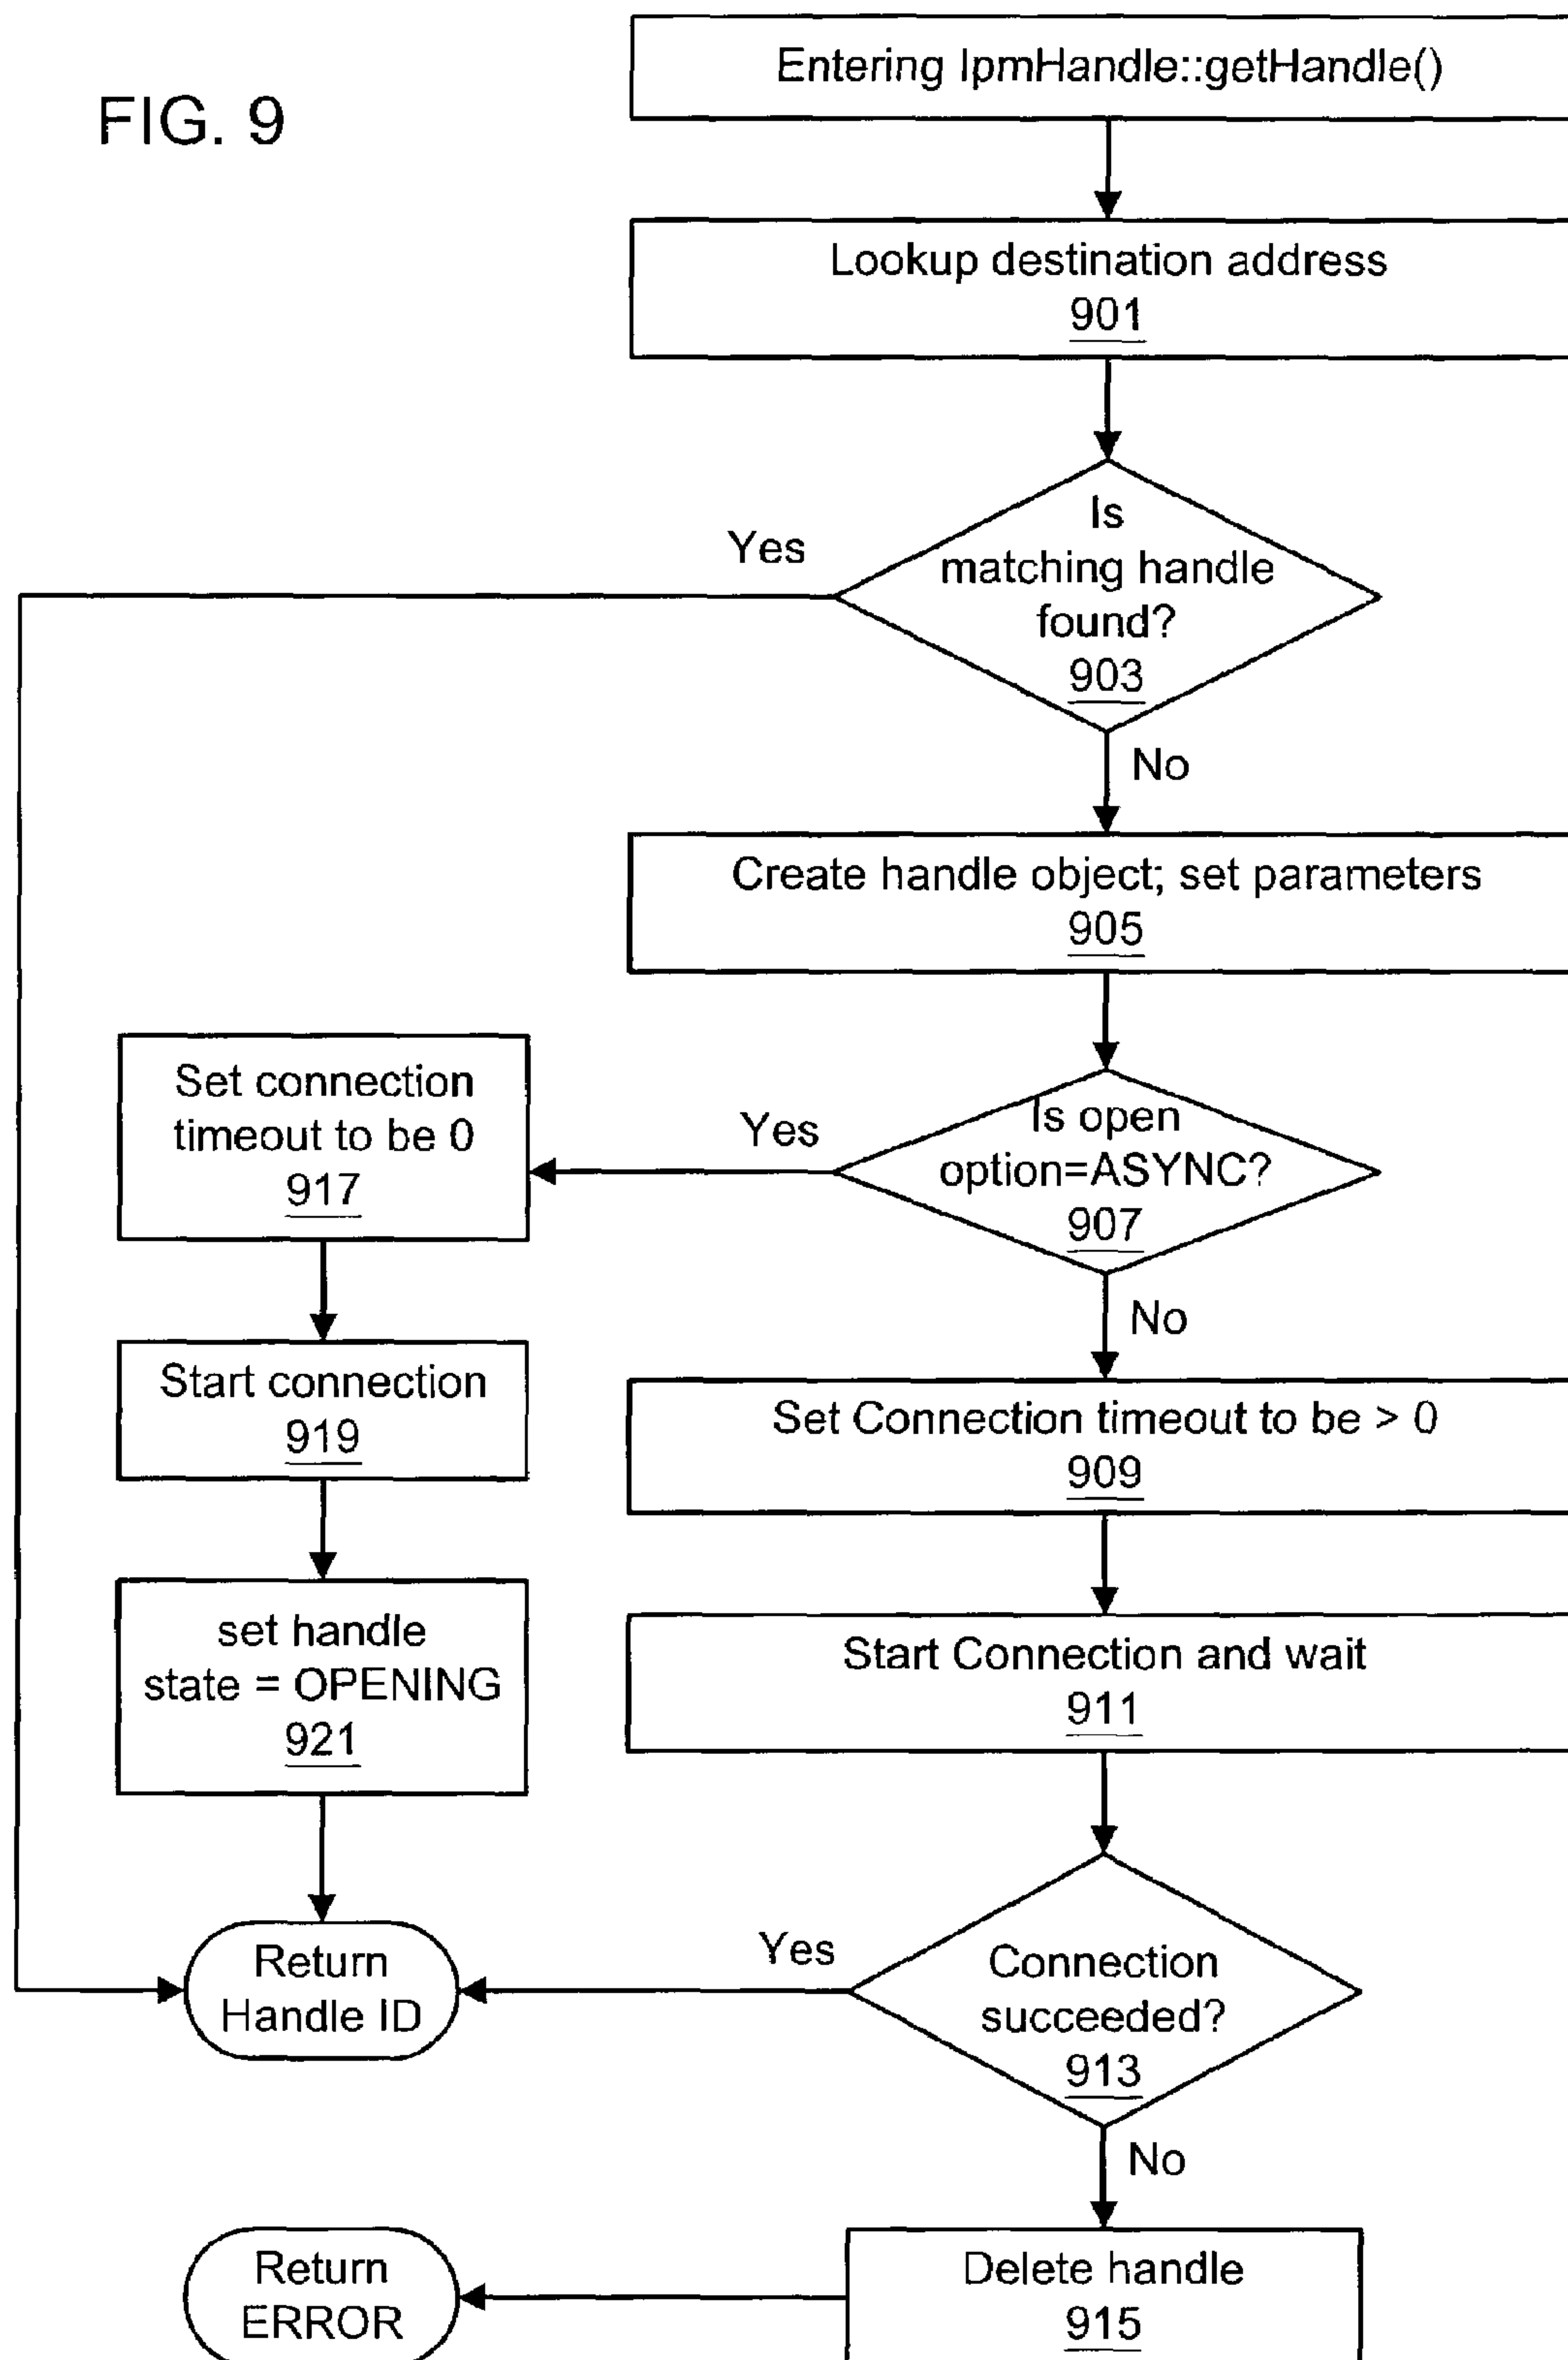 FIG. 9
Entering IpmHandle::getHandle()
Lookup destination address
901
Is
matching handle
found?
903
Yes
No
Create handle object; set parameters
905
Is open
option=ASYNC?
907
Yes
No
Set connection
timeout to be 0
917
Start connection
919
set handle
state = OPENING
921
Set Connection timeout to be > 0
909
Start Connection and wait
911
Connection
succeeded?
913
Yes
No
Return
Handle ID
Delete handle
915
Return
ERROR